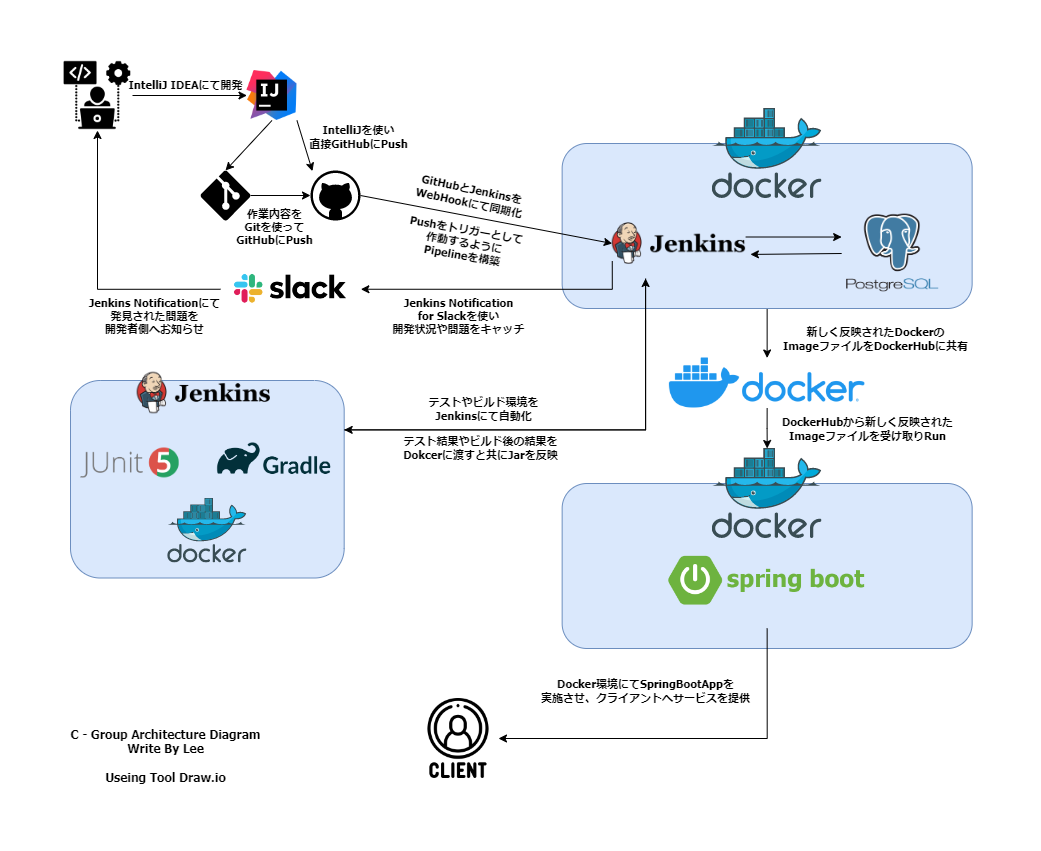 IntelliJ IDEAにて開発
IJ
IntelliJを使い
直接GitHubにPush
作業内容を
Gitを使って
GitHubにPush
GitHubとJenkinsを
WebHookにて同期化
Pushをトリガーとして
作動するように
Pipelineを構築
docker
Jenkins
PostgreSQL
slack
Jenkins Notificationにて
発見された問題を
開発者側へお知らせ
Jenkins Notification
for Slackを使い
開発状況や問題をキャッチ
新しく反映されたDockerの
ImageファイルをDockerHubに共有
docker
DockerHubから新しく反映された
Imageファイルを受け取りRun
Jenkins
JUnit 5
Gradle
docker
テストやビルド環境を
Jenkinsにて自動化
テスト結果やビルド後の結果を
Dokcerに渡すと共にJarを反映
docker
spring boot
Docker環境にてSpringBootAppを
実施させ、クライアントへサービスを提供
CLIENT
C - Group Architecture Diagram
Write By Lee
Useing Tool Draw.io